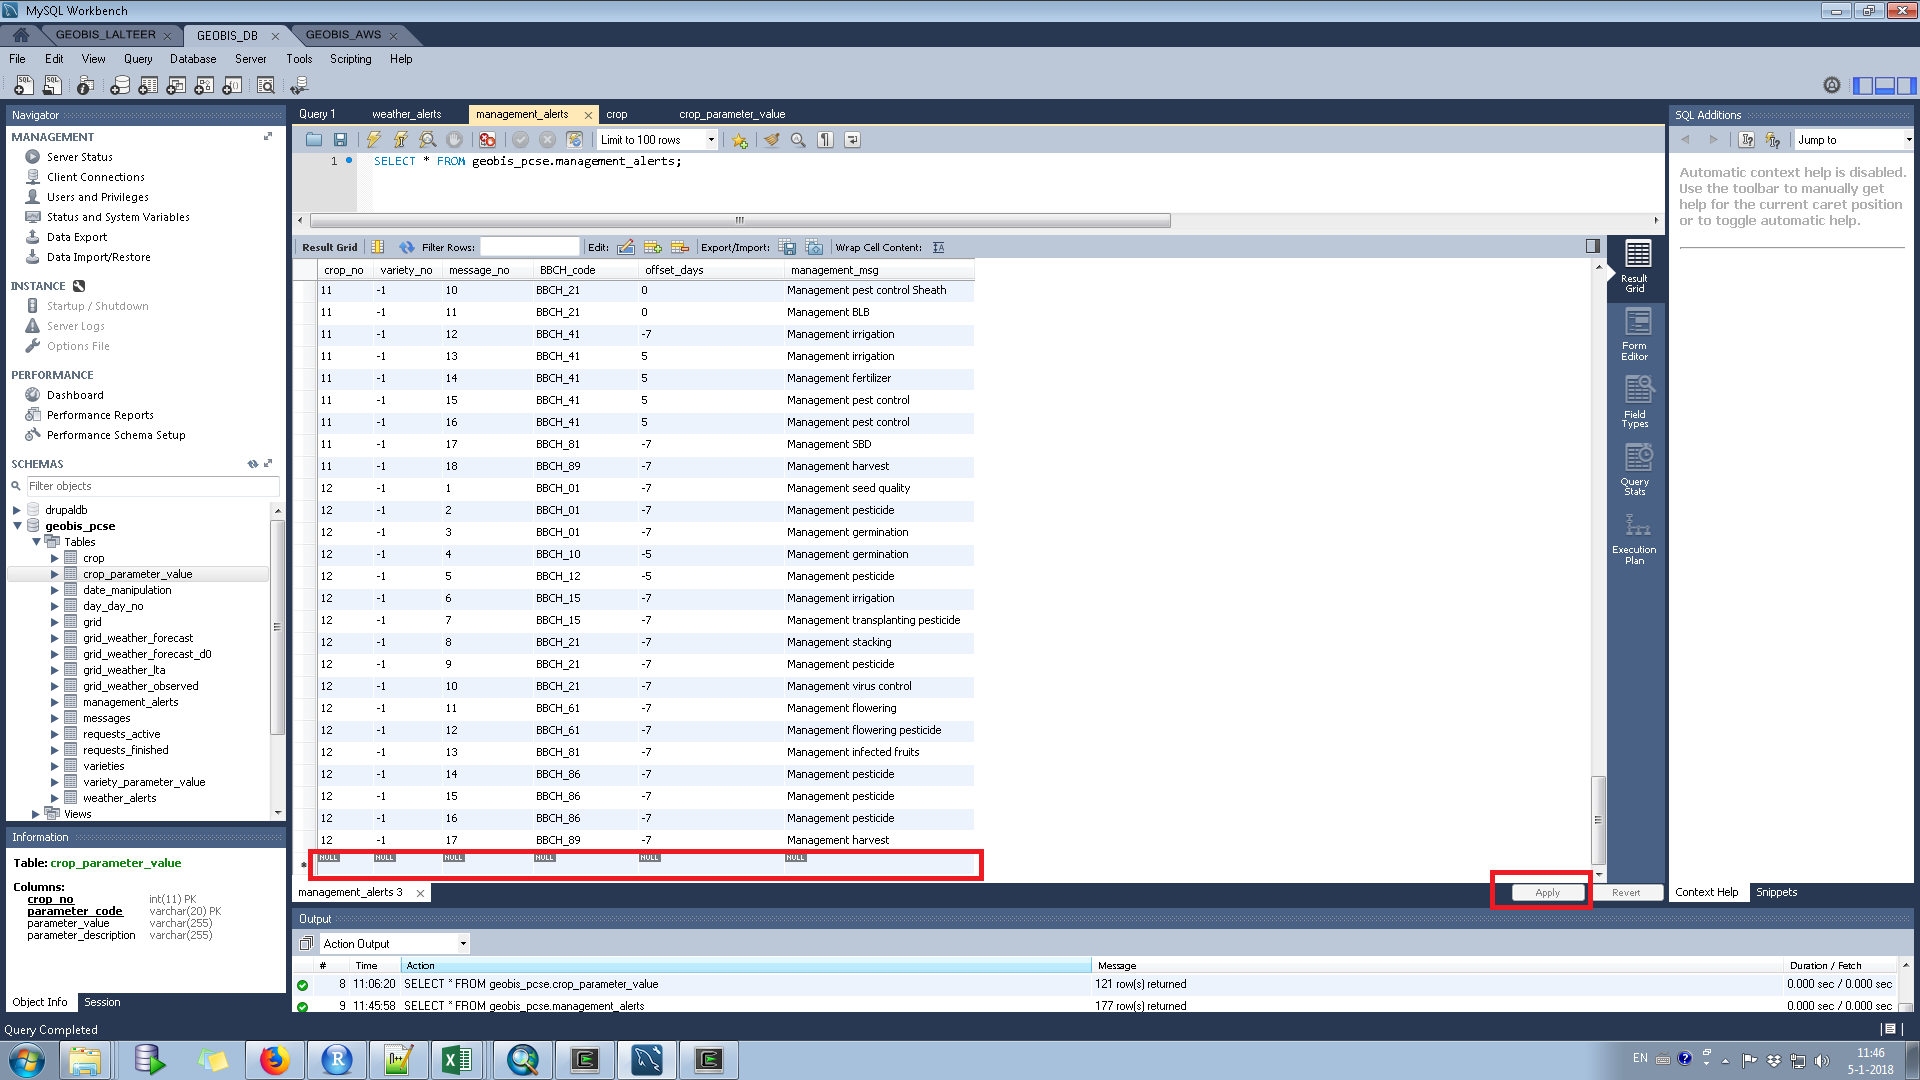 MySQL Workbench
GEOBIS_LALTEER GEOBIS_DB GEOBIS_AWS
File Edit View Query Database Server Tools Scripting Help
Navigator
MANAGEMENT
Server Status
Client Connections
Users and Privileges
Status and System Variables
Data Export
Data Import/Restore
INSTANCE
Startup / Shutdown
Server Logs
Options File
PERFORMANCE
Dashboard
Performance Reports
Performance Schema Setup
SCHEMAS
Filter objects
drupaldb
geobis_pcse
Tables
crop
crop_parameter_value
date_manipulation
day_day_no
grid
grid_weather_forecast
grid_weather_forecast_d0
grid_weather_lta
grid_weather_observed
management_alerts
messages
requests_active
requests_finished
varieties
variety_parameter_value
weather_alerts
Views
Information
Table: crop_parameter_value
Columns:
crop_no int(11) PK
parameter_code varchar(20) PK
parameter_value varchar(255)
parameter_description varchar(255)
Object Info Session
Query 1 weather_alerts management_alerts crop crop_parameter_value
Limit to 100 rows
1 SELECT * FROM geobis_pcse.management_alerts;
Result Grid Filter Rows: Edit: Export/Import: Wrap Cell Content:
crop_no variety_no message_no BBCH_code offset_days management_msg
11 -1 10 BBCH_21 0 Management pest control Sheath
11 -1 11 BBCH_21 0 Management BLB
11 -1 12 BBCH_41 -7 Management irrigation
11 -1 13 BBCH_41 5 Management irrigation
11 -1 14 BBCH_41 5 Management fertilizer
11 -1 15 BBCH_41 5 Management pest control
11 -1 16 BBCH_41 5 Management pest control
11 -1 17 BBCH_81 -7 Management SBD
11 -1 18 BBCH_89 -7 Management harvest
12 -1 1 BBCH_01 -7 Management seed quality
12 -1 2 BBCH_01 -7 Management pesticide
12 -1 3 BBCH_01 -7 Management germination
12 -1 4 BBCH_10 -5 Management germination
12 -1 5 BBCH_12 -5 Management pesticide
12 -1 6 BBCH_15 -7 Management irrigation
12 -1 7 BBCH_15 -7 Management transplanting pesticide
12 -1 8 BBCH_21 -7 Management stacking
12 -1 9 BBCH_21 -7 Management pesticide
12 -1 10 BBCH_21 -7 Management virus control
12 -1 11 BBCH_61 -7 Management flowering
12 -1 12 BBCH_61 -7 Management flowering pesticide
12 -1 13 BBCH_81 -7 Management infected fruits
12 -1 14 BBCH_86 -7 Management pesticide
12 -1 15 BBCH_86 -7 Management pesticide
12 -1 16 BBCH_86 -7 Management pesticide
12 -1 17 BBCH_89 -7 Management harvest
NULL NULL NULL NULL NULL NULL
management_alerts 3 Apply Revert
Result
Grid
Form
Editor
Field
Types
Query
Stats
Execution
Plan
SQL Additions
Jump to
Automatic context help is disabled.
Use the toolbar to manually get
help for the current caret position
or to toggle automatic help.
Context Help Snippets
Output
Action Output
# Time Action Message Duration / Fetch
8 11:06:20 SELECT * FROM geobis_pcse.crop_parameter_value 121 row(s) returned 0.000 sec / 0.000 sec
9 11:45:58 SELECT * FROM geobis_pcse.management_alerts 177 row(s) returned 0.000 sec / 0.000 sec
Query Completed
EN
11:46
5-1-2018